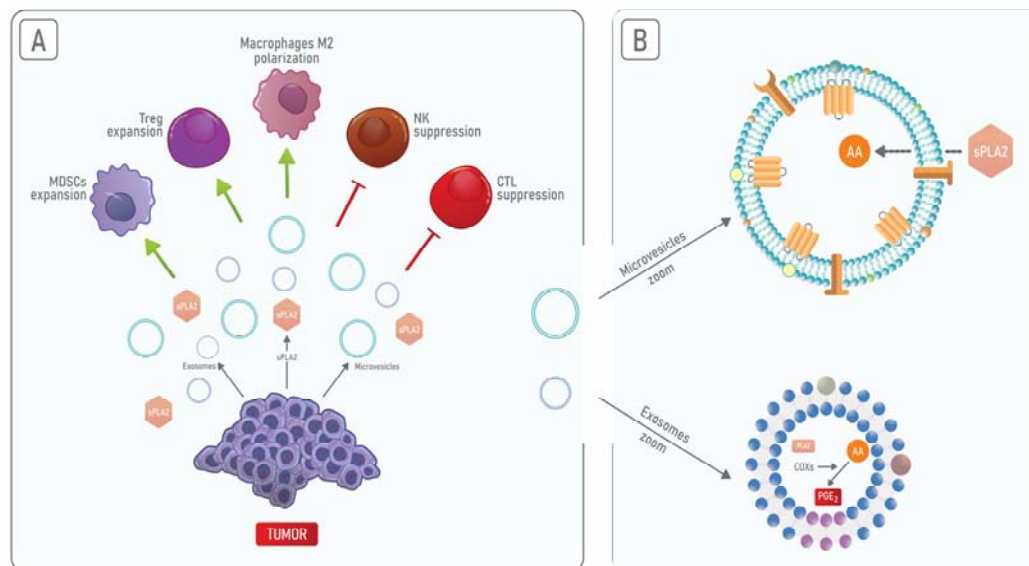 A
Macrophages M2
polarization
Treg
expansion
NK
suppression
MDSCs
expansion
CTL
suppression
sPLA2
sPLA2
sPLA2
sPLA2
Exosomes
sPLA2
Microvesicles
TUMOR
B
AA
sPLA2
Microvesicles
zoom
Exosomes
zoom
PLA2
AA
COXs
PGE₂